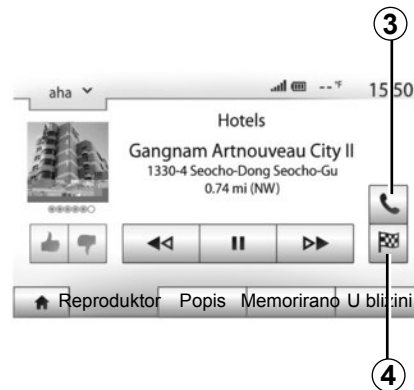 3
aha
--°F
15:50
Hotels
Gangnam Artnouveau City II
1330-4 Seocho-Dong Seocho-Gu
0.74 mi (NW)
Reproduktor Popis Memorirano U blizini
4